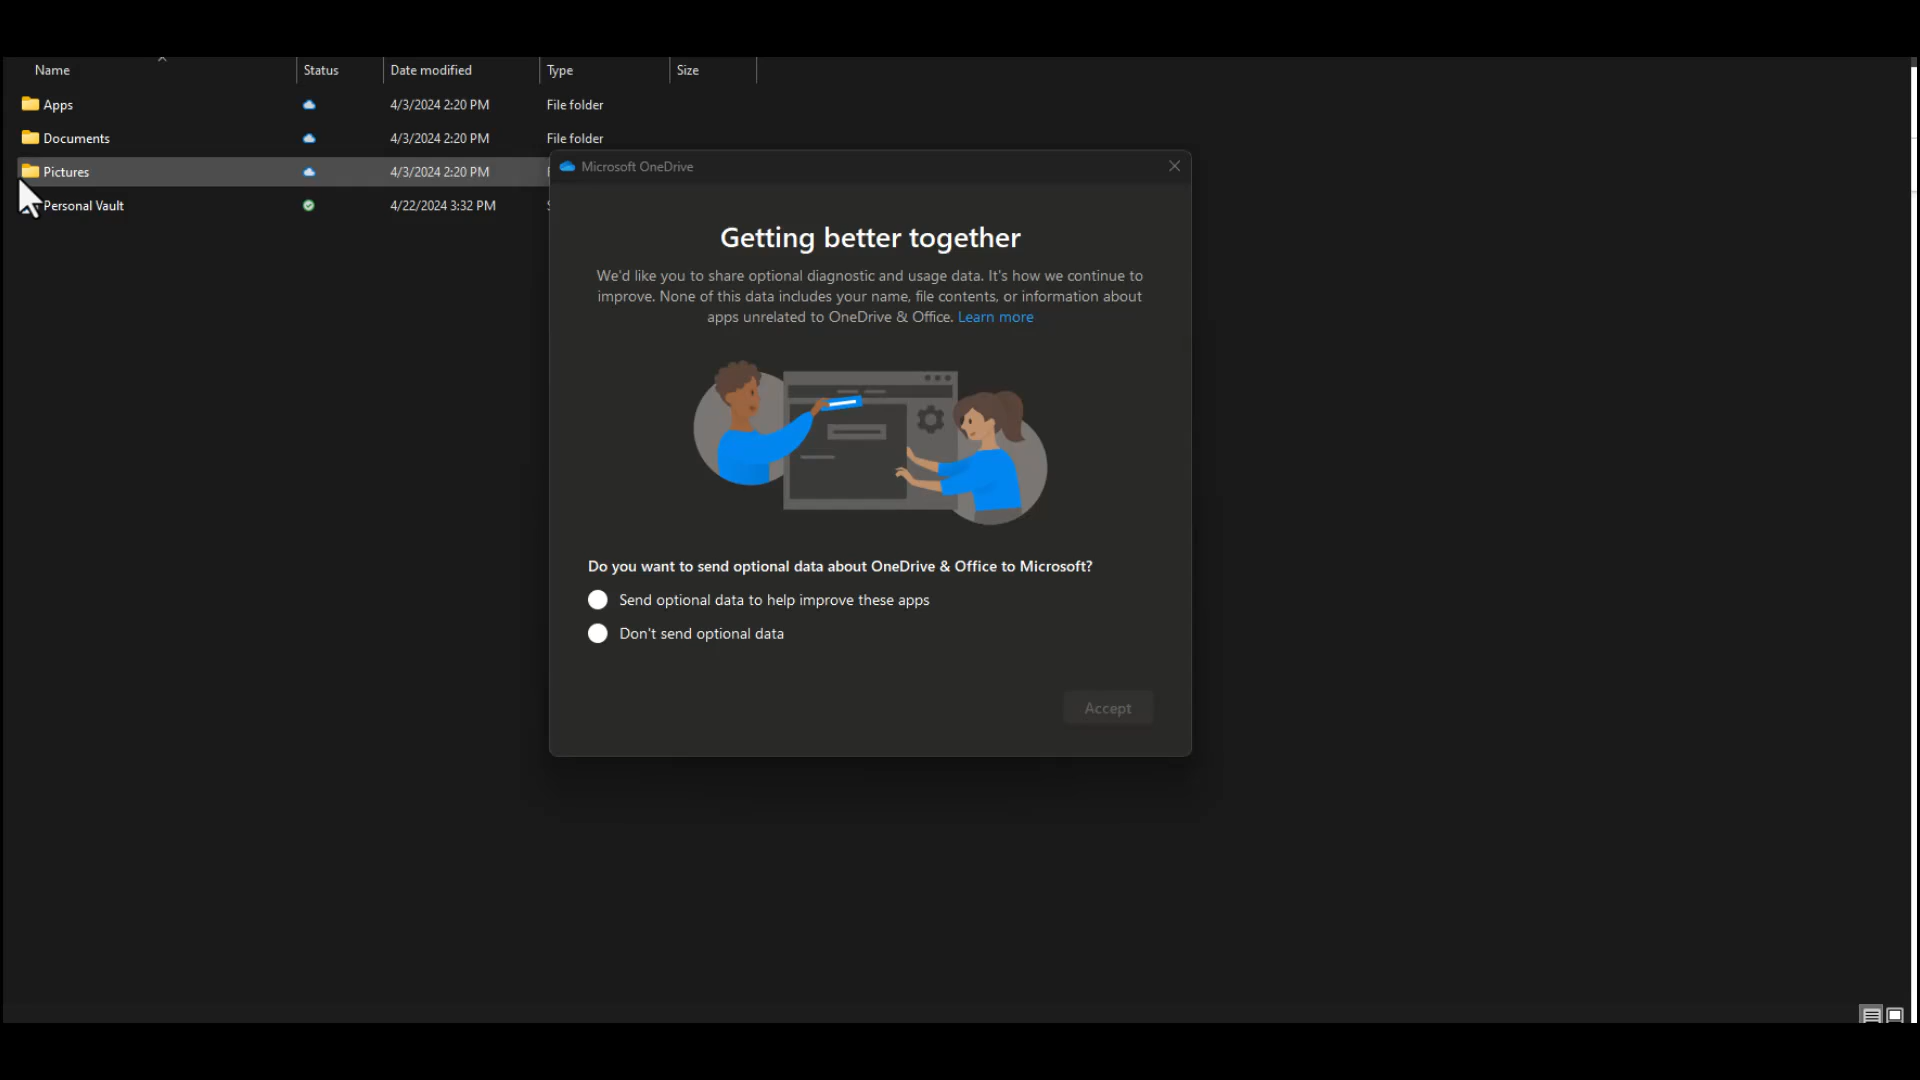 Name Status Date modified Type Size
Apps 4/3/2024 2:20 PM File folder
Documents 4/3/2024 2:20 PM File folder
Pictures 4/3/2024 2:20 PM
Microsoft OneDrive
Personal Vault 4/22/2024 3:32 PM
Getting better together
We'd like you to share optional diagnostic and usage data. It's how we continue to
improve. None of this data includes your name, file contents, or information about
apps unrelated to OneDrive & Office. Learn more
Do you want to send optional data about OneDrive & Office to Microsoft?
Send optional data to help improve these apps
Don't send optional data
Accept